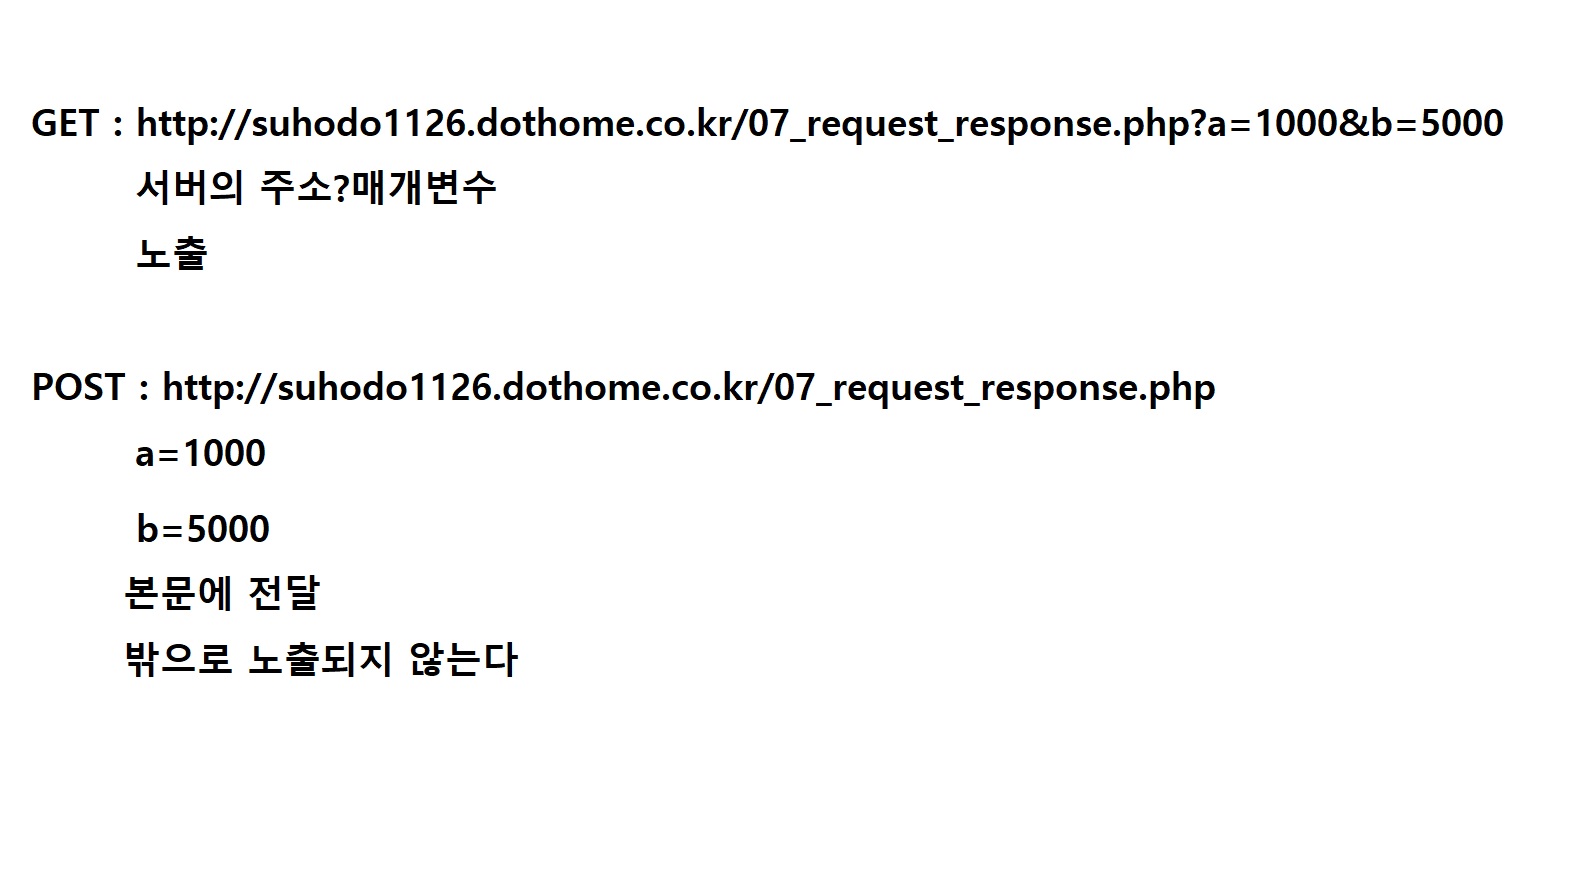 GET : http://suhodo1126.dothome.co.kr/07_request_response.php?a=1000&b=5000
서버의 주소?매개변수
노출
POST : http://suhodo1126.dothome.co.kr/07_request_response.php
a=1000
b=5000
본문에 전달
밖으로 노출되지 않는다